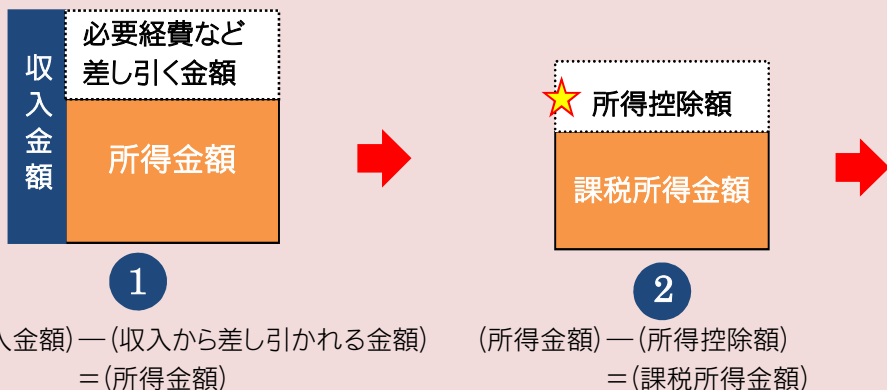 収入金額
必要経費など
差し引く金額
所得金額
所得控除額
課税所得金額
1
2
入金額)―(収入から差し引かれる金額)
=(所得金額)
(所得金額)―(所得控除額)
=(課税所得金額)